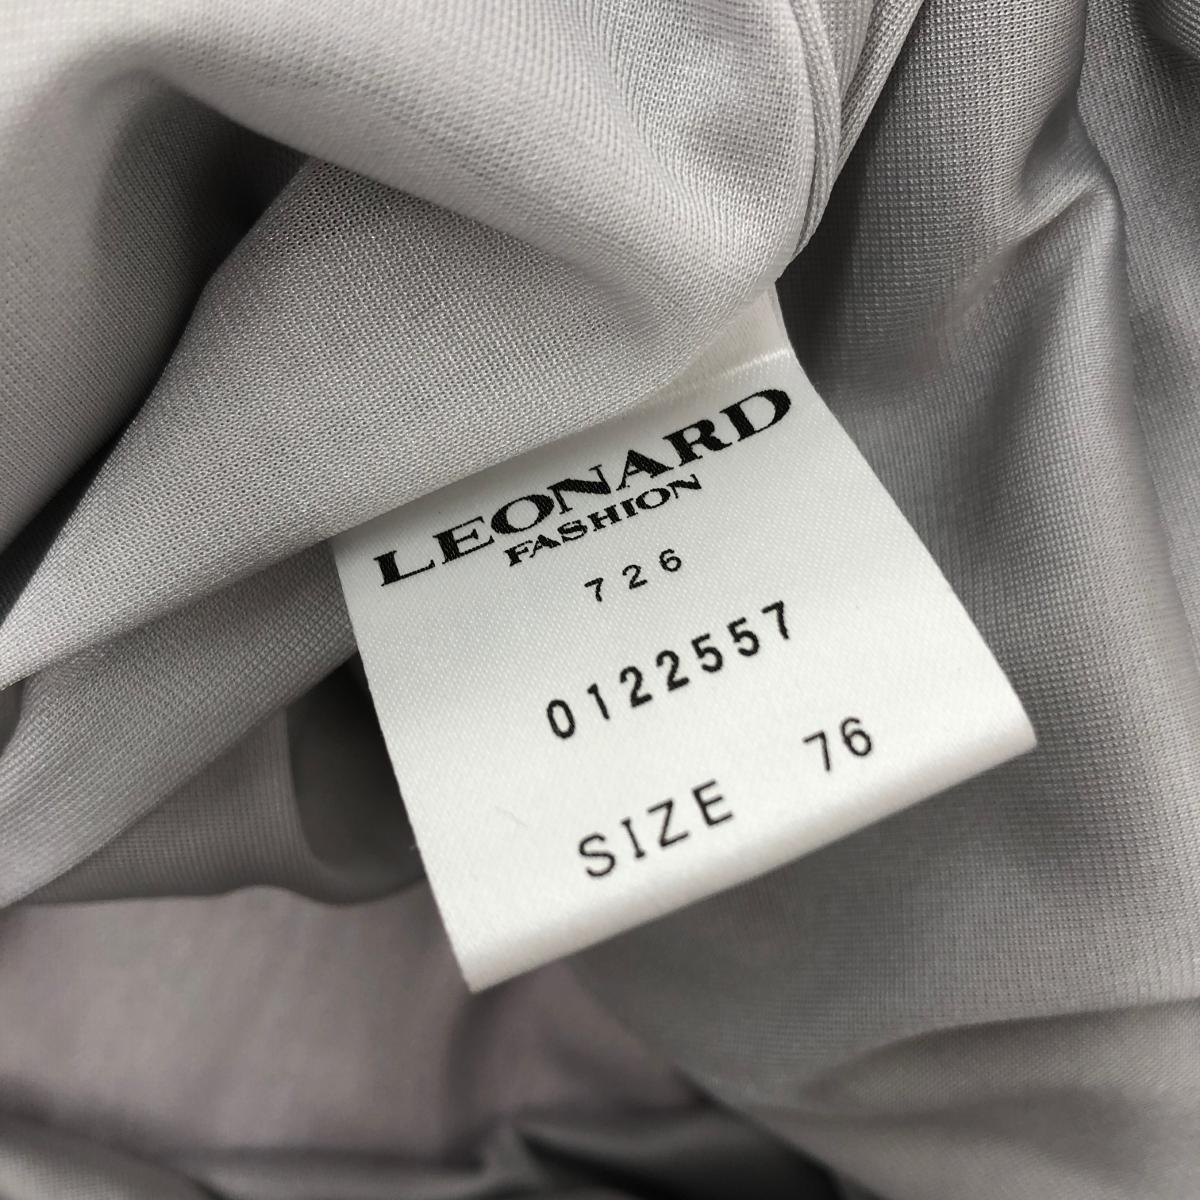 LEONARD
FASHION
726
0122557
SIZE 76